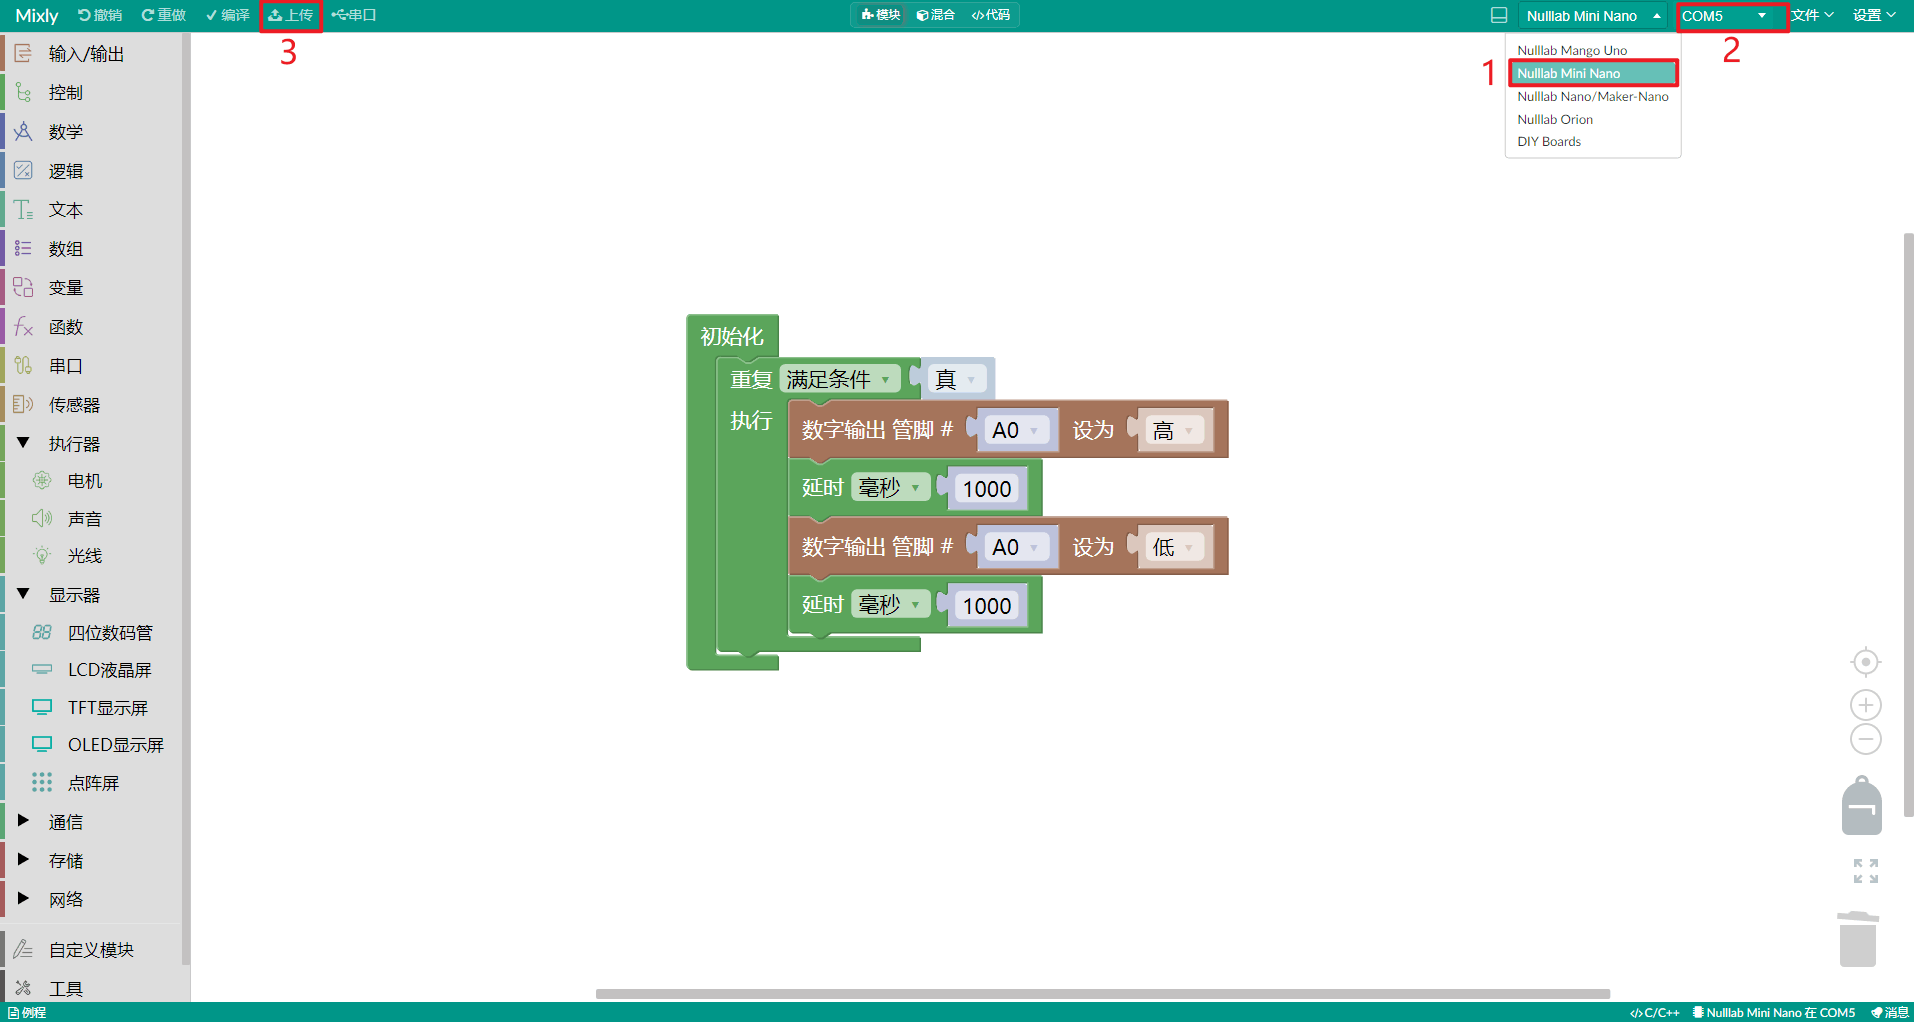 Mixly 撤销 重做 编译 上传 串口 模块 混合 代码 Nulllab Mini Nano COM5 文件 设置
3
2
Nulllab Mango Uno
1
Nulllab Mini Nano
Nulllab Nano/Maker-Nano
Nulllab Orion
DIY Boards
输入/输出
控制
数学
逻辑
文本
数组
变量
函数
串口
传感器
执行器
电机
声音
光线
显示器
四位数码管
LCD液晶屏
TFT显示屏
OLED显示屏
点阵屏
通信
存储
网络
自定义模块
工具
初始化
重复 满足条件 真
执行
数字输出 管脚 # A0 设为 高
延时 毫秒 1000
数字输出 管脚 # A0 设为 低
延时 毫秒 1000
例程 C/C++ Nulllab Mini Nano 在 COM5 消息